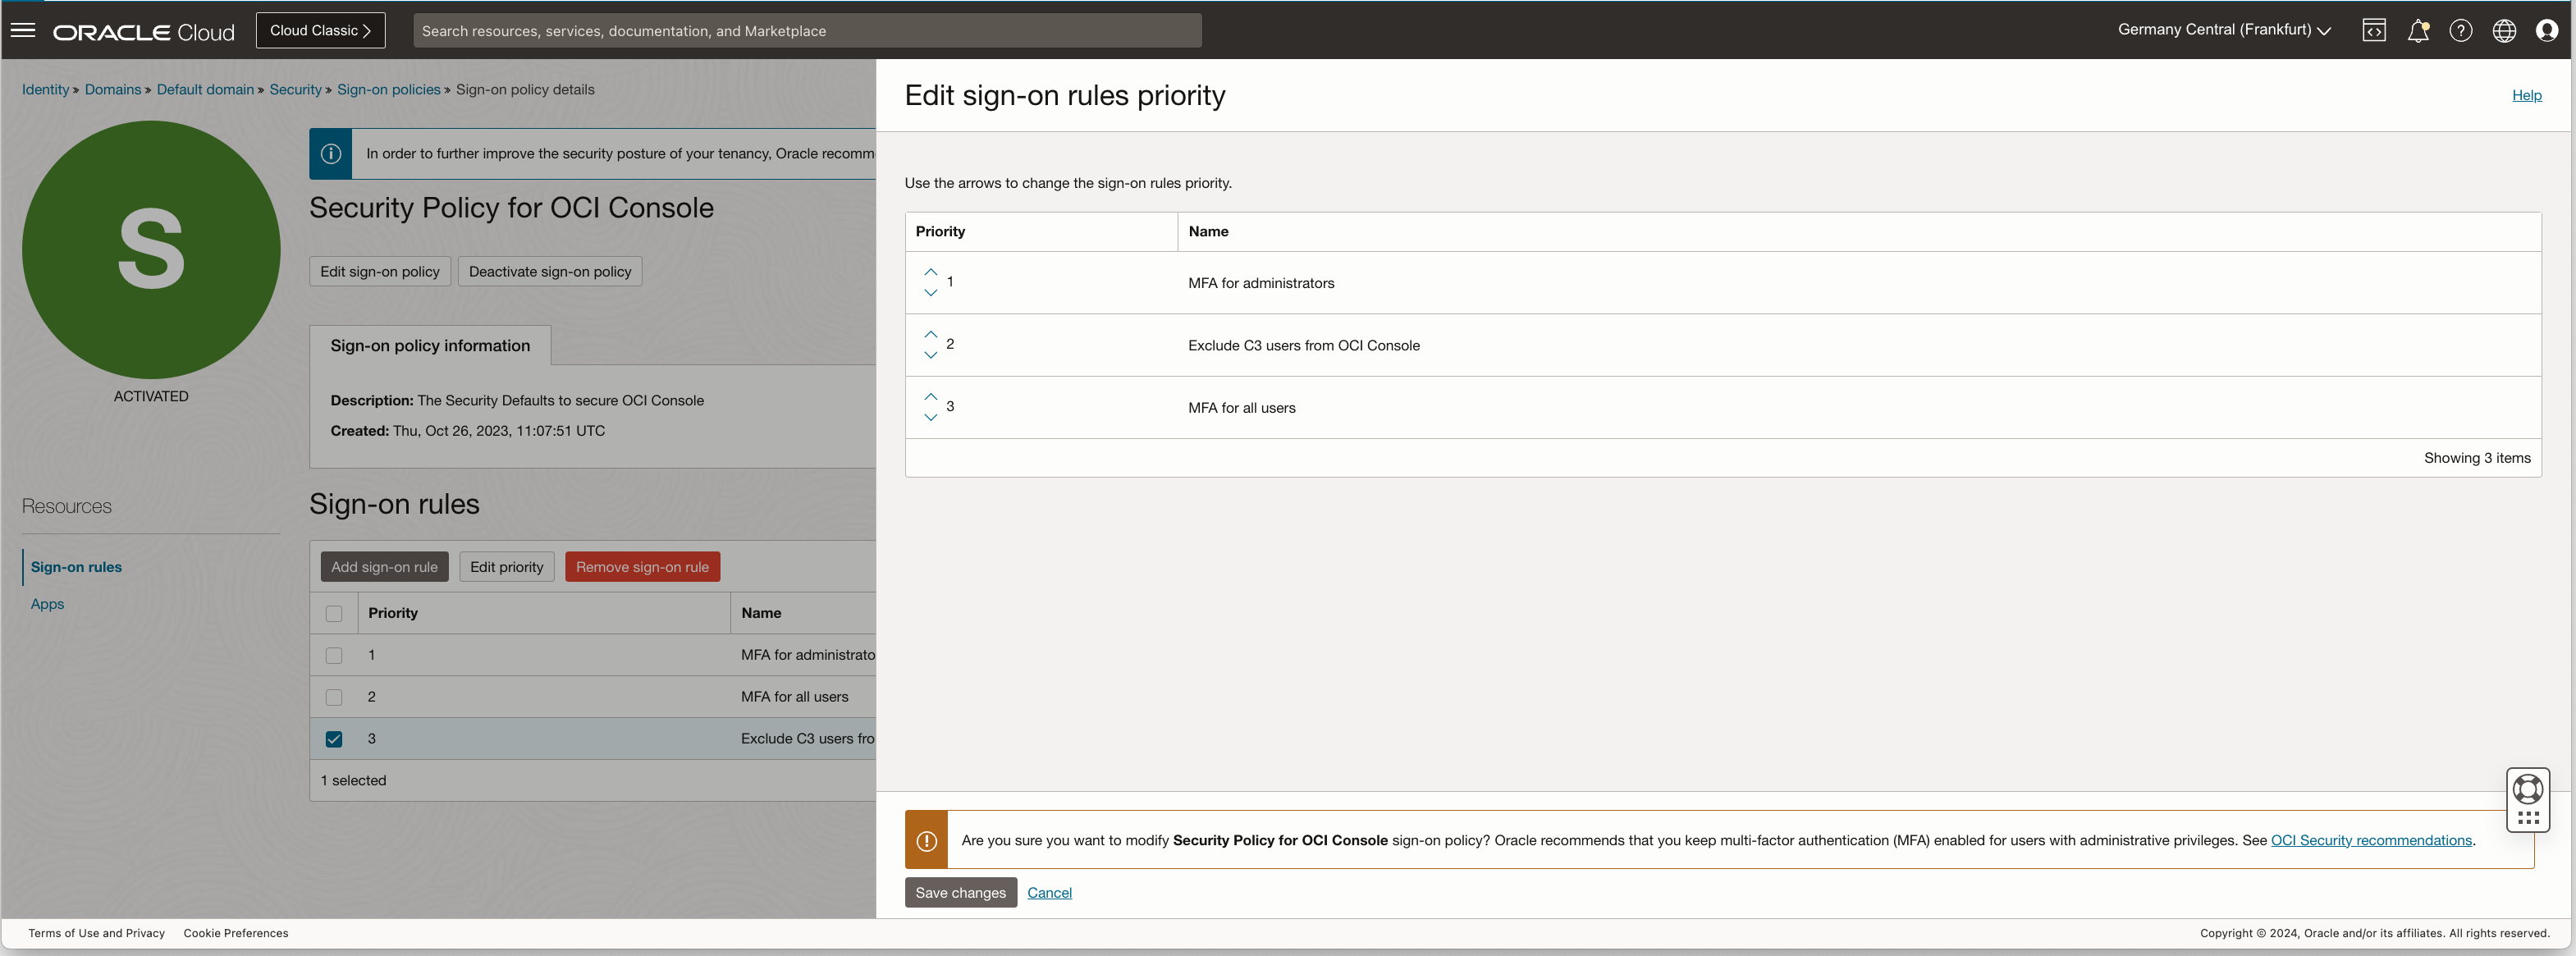 ORACLE Cloud
Cloud Classic
Search resources, services, documentation, and Marketplace
Germany Central (Frankfurt)
Identity » Domains » Default domain » Security » Sign-on policies » Sign-on policy details
S
ACTIVATED
In order to further improve the security posture of your tenancy, Oracle recomm
Security Policy for OCI Console
Edit sign-on policy
Deactivate sign-on policy
Sign-on policy information
Description: The Security Defaults to secure OCI Console
Created: Thu, Oct 26, 2023, 11:07:51 UTC
Resources
Sign-on rules
Apps
Sign-on rules
Add sign-on rule
Edit priority
Remove sign-on rule
Priority Name
1 MFA for administrato
2 MFA for all users
3 Exclude C3 users fro
1 selected
Edit sign-on rules priority
Help
Use the arrows to change the sign-on rules priority.
Priority Name
1 MFA for administrators
2 Exclude C3 users from OCI Console
3 MFA for all users
Showing 3 items
Are you sure you want to modify Security Policy for OCI Console sign-on policy? Oracle recommends that you keep multi-factor authentication (MFA) enabled for users with administrative privileges. See OCI Security recommendations.
Save changes
Cancel
Terms of Use and Privacy
Cookie Preferences
Copyright © 2024, Oracle and/or its affiliates. All rights reserved.